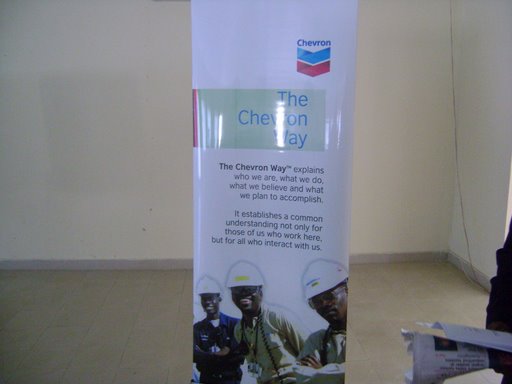 Chevron
The
Chevron
Way
The Chevron Way™ explains
who we are, what we do,
what we believe and what
we plan to accomplish.
It establishes a common
understanding not only for
those of us who work here,
but for all who interact with us.